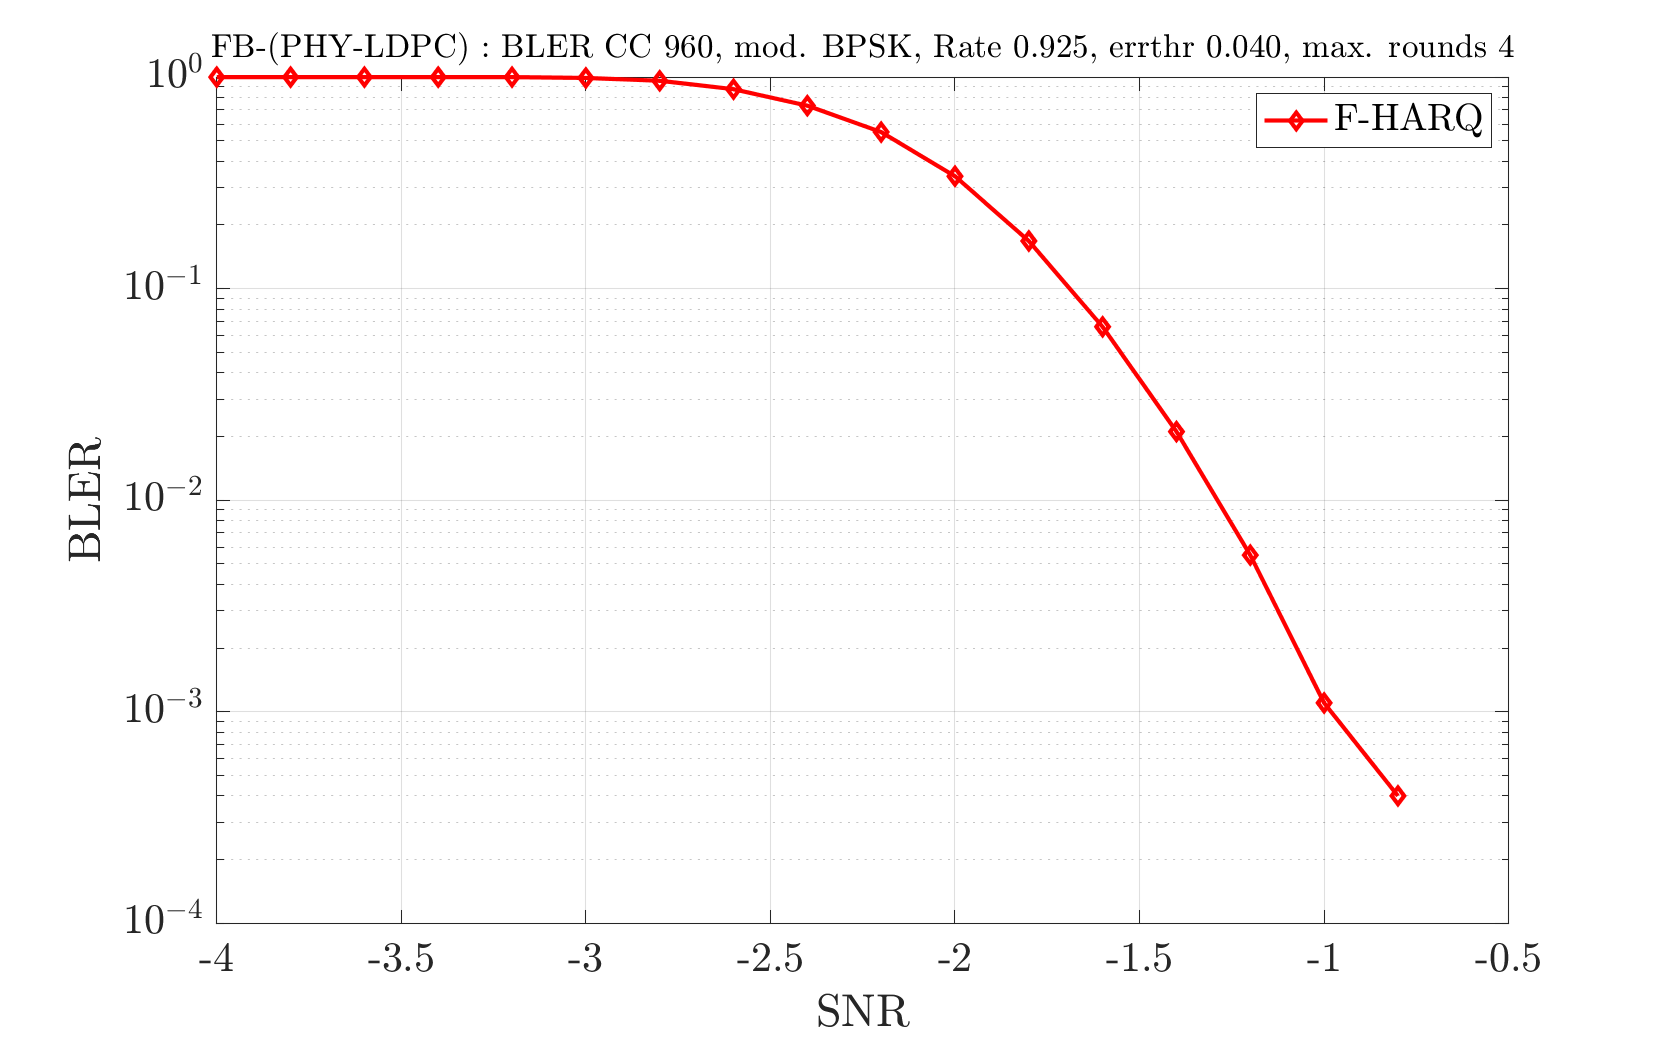 FB-(PHY-LDPC) : BLER CC 960, mod. BPSK, Rate 0.925, errthr 0.040, max. rounds 4
F-HARQ
10^0
10^{-1}
10^{-2}
10^{-3}
10^{-4}
BLER
-4 -3.5 -3 -2.5 -2 -1.5 -1 -0.5
SNR